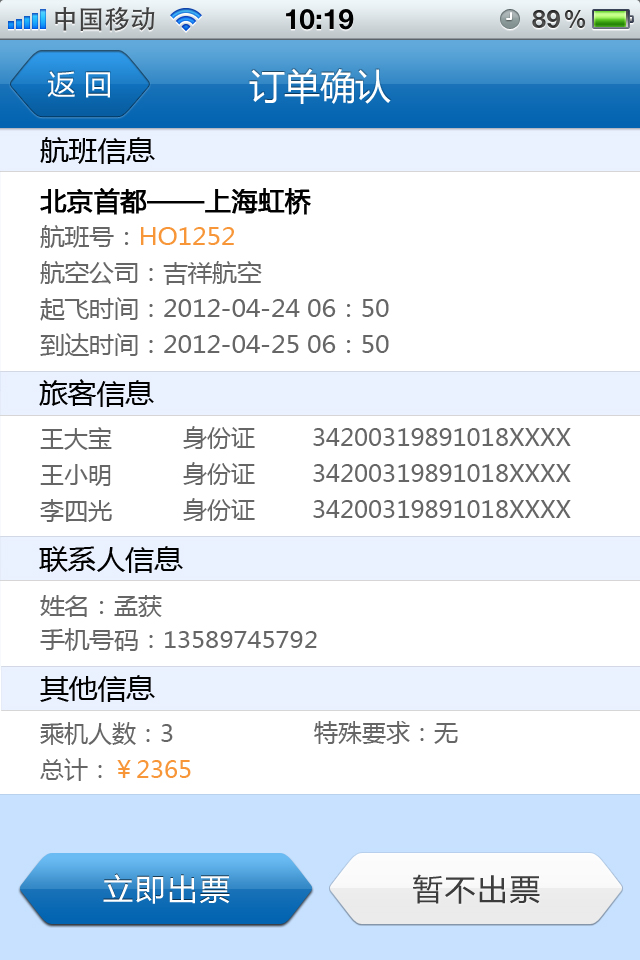 中国移动 10:19 89%
返回 订单确认
航班信息
北京首都——上海虹桥
航班号：HO1252
航空公司：吉祥航空
起飞时间：2012-04-24 06：50
到达时间：2012-04-25 06：50
旅客信息
王大宝 身份证 34200319891018XXXX
王小明 身份证 34200319891018XXXX
李四光 身份证 34200319891018XXXX
联系人信息
姓名：孟获
手机号码：13589745792
其他信息
乘机人数：3 特殊要求：无
总计：￥2365
立即出票 暂不出票